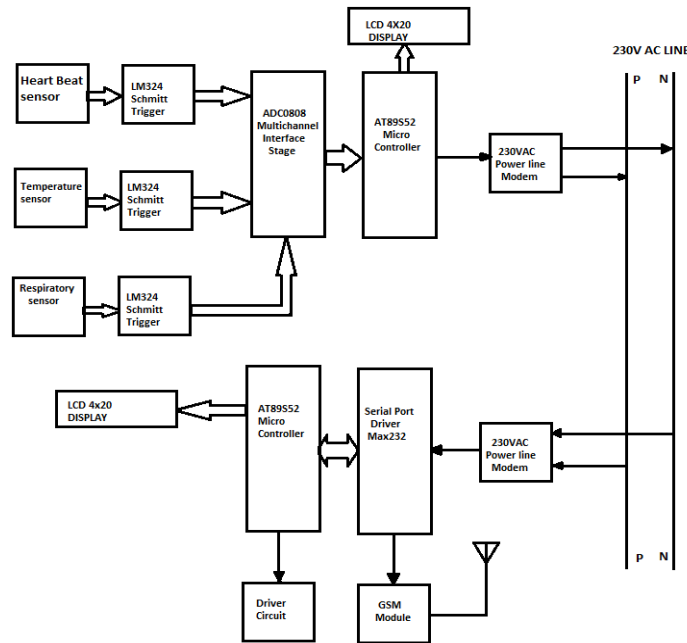 LCD 4X20
DISPLAY
230V AC LINE
P N
Heart Beat
sensor
LM324
Schmitt
Trigger
ADC0808
Multichannel
Interface
Stage
AT89S52
Micro
Controller
230VAC
Power line
Modem
Temperature
sensor
LM324
Schmitt
Trigger
Respiratory
sensor
LM324
Schmitt
Trigger
LCD 4x20
DISPLAY
AT89S52
Micro
Controller
Serial Port
Driver
Max232
230VAC
Power line
Modem
P N
Driver
Circuit
GSM
Module